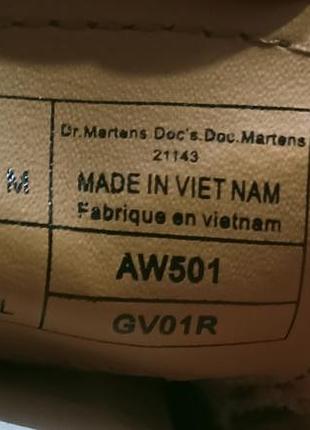 Dr.Martens.Doc's.Doc.Martens
21143
M
MADE IN VIET NAM
Fabrique en vietnam
AW501
L
GV01R